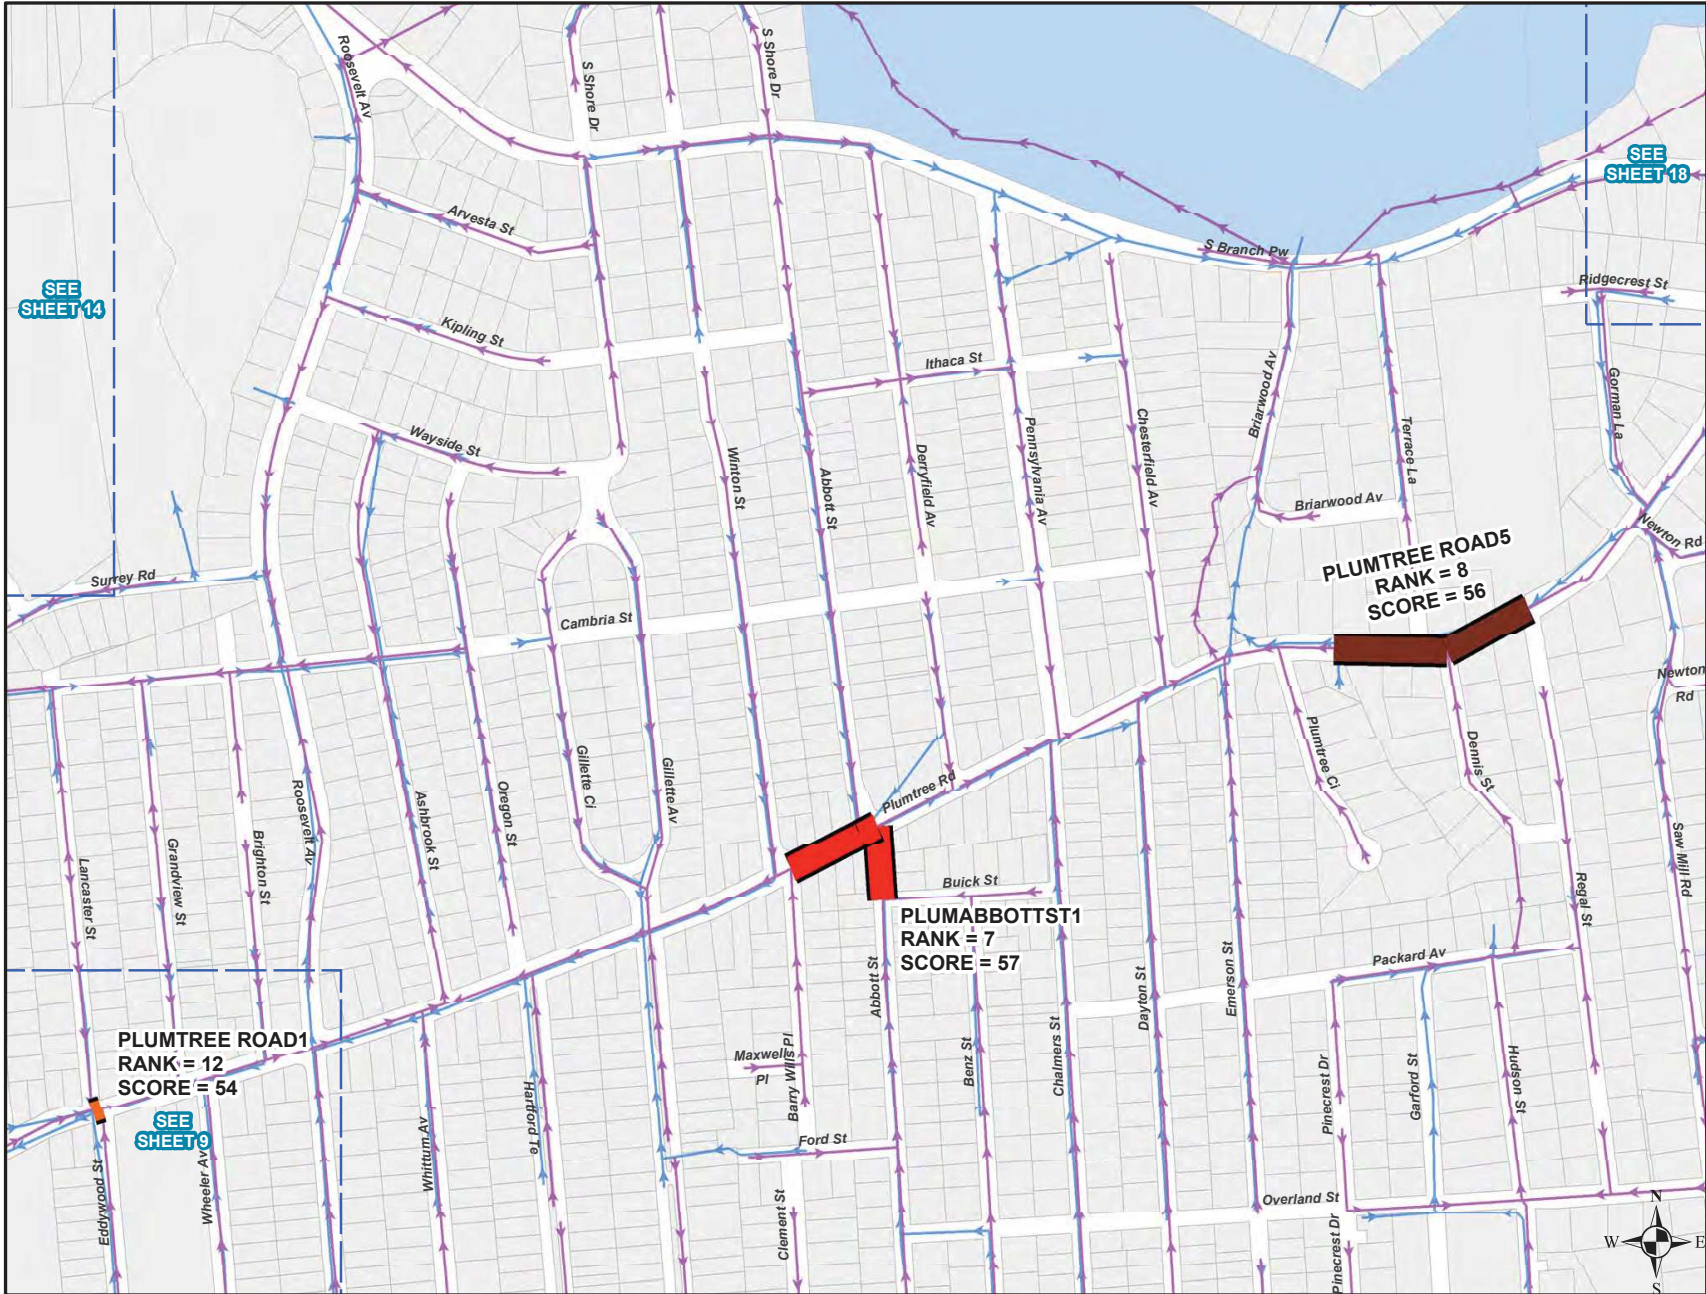 Roosevelt Av
S Shore Dr
S Shore Dr
SEE
SHEET 18
Arvesta St
S Branch Pw
Ridgecrest St
SEE
SHEET 14
Kipling St
Ithaca St
Briarwood Av
Gorman La
Wayside St
Winton St
Abbott St
Derryfield Av
Pennsylvania Av
Chesterfield Av
Terrace La
Briarwood Av
Newton Rd
PLUMTREE ROAD5
RANK = 8
SCORE = 56
Surrey Rd
Cambria St
Newton
Rd
Gillette Ci
Gillette Av
Plumtree Rd
Plumtree Ci
Dennis St
Roosevelt Av
Ashbrook St
Oregon St
Lancaster St
Grandview St
Brighton St
Saw Mill Rd
Regal St
Buick St
PLUMABBOTTST1
RANK = 7
SCORE = 57
Abbott St
Packard Av
Emerson St
Dayton St
PLUMTREE ROAD1
RANK = 12
SCORE = 54
Maxwell
Pl
Barry Wills Pl
Benz St
Chalmers St
Pinecrest Dr
Garford St
Hudson St
SEE
SHEET 9
Hartford Te
Whittum Av
Ford St
Eddywood St
Wheeler Av
Clement St
Overland St
Pinecrest Dr
N
W
E
S